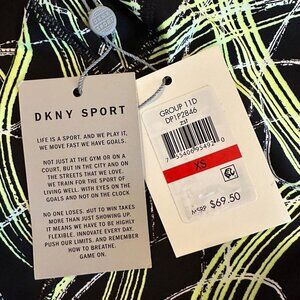 DKNY SPORT
LIFE IS A SPORT. AND WE PLAY IT.
WE MOVE FAST WE HAVE GOALS.
NOT JUST AT THE GYM OR ON A
COURT, BUT IN THE CITY AND ON
THE STREETS THAT WE LOVE.
WE TRAIN FOR THE SPORT OF
LIVING WELL. WITH EYES ON THE
GOALS AND NOT ON THE CLOCK.
NO ONE LOSES. BUT TO WIN TAKES
MORE THAN JUST SHOWING UP.
IT MEANS WE HAVE TO BE HIGHLY
FLEXIBLE. INNOVATE EVERY DAY.
PUSH OUR LIMITS. AND REMEMBER
HOW TO BREATHE.
GAME ON.
GROUP 11D
DP1P2846
zst
XS
MSRP $69.50